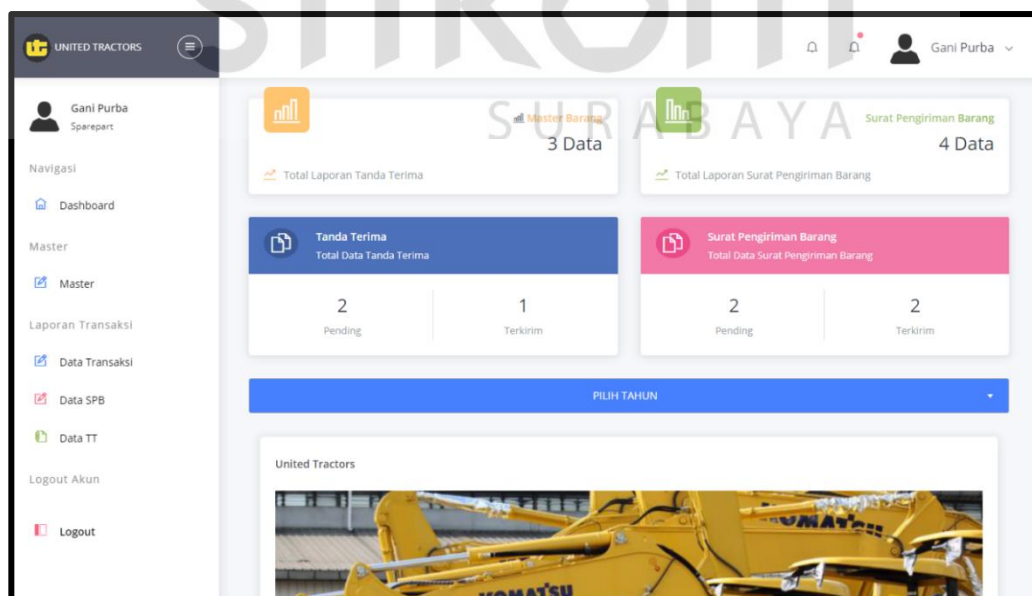 stikom
SURABAYA
UNITED TRACTORS
Gani Purba
Gani Purba
Sparepart
Navigasi
Dashboard
Master
Master
Laporan Transaksi
Data Transaksi
Data SPB
Data TT
Logout Akun
Logout
Master Barang
3 Data
Total Laporan Tanda Terima
Surat Pengiriman Barang
4 Data
Total Laporan Surat Pengiriman Barang
Tanda Terima
Total Data Tanda Terima
2
Pending
1
Terkirim
Surat Pengiriman Barang
Total Data Surat Pengiriman Barang
2
Pending
2
Terkirim
PILIH TAHUN
United Tractors
KOMATSU
KOMATSU